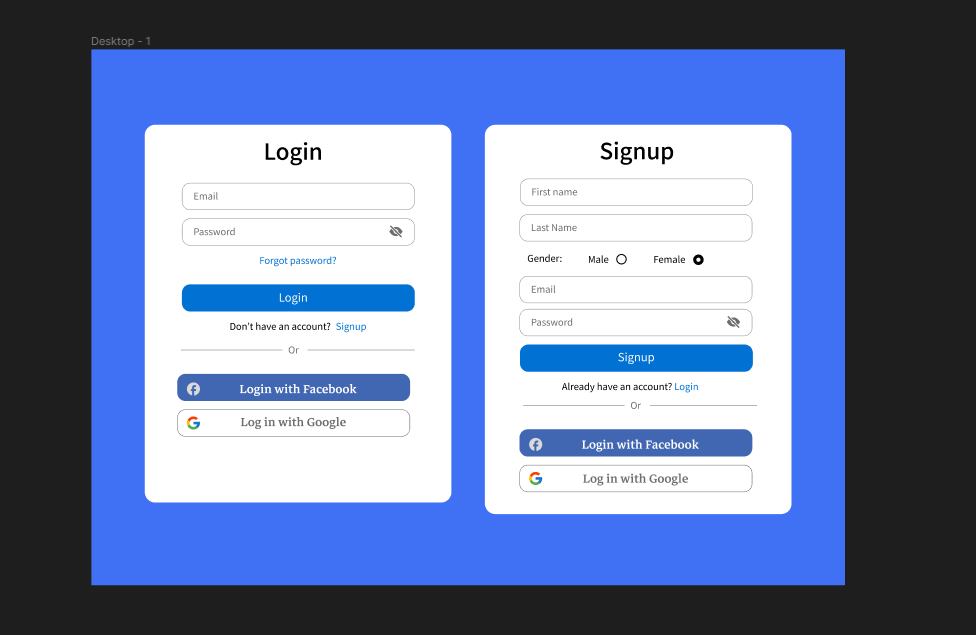 Desktop - 1
Login
Email
Password
Forgot password?
Login
Don't have an account? Signup
Or
Login with Facebook
Log in with Google
Signup
First name
Last Name
Gender: Male Female
Email
Password
Signup
Already have an account? Login
Or
Login with Facebook
Log in with Google